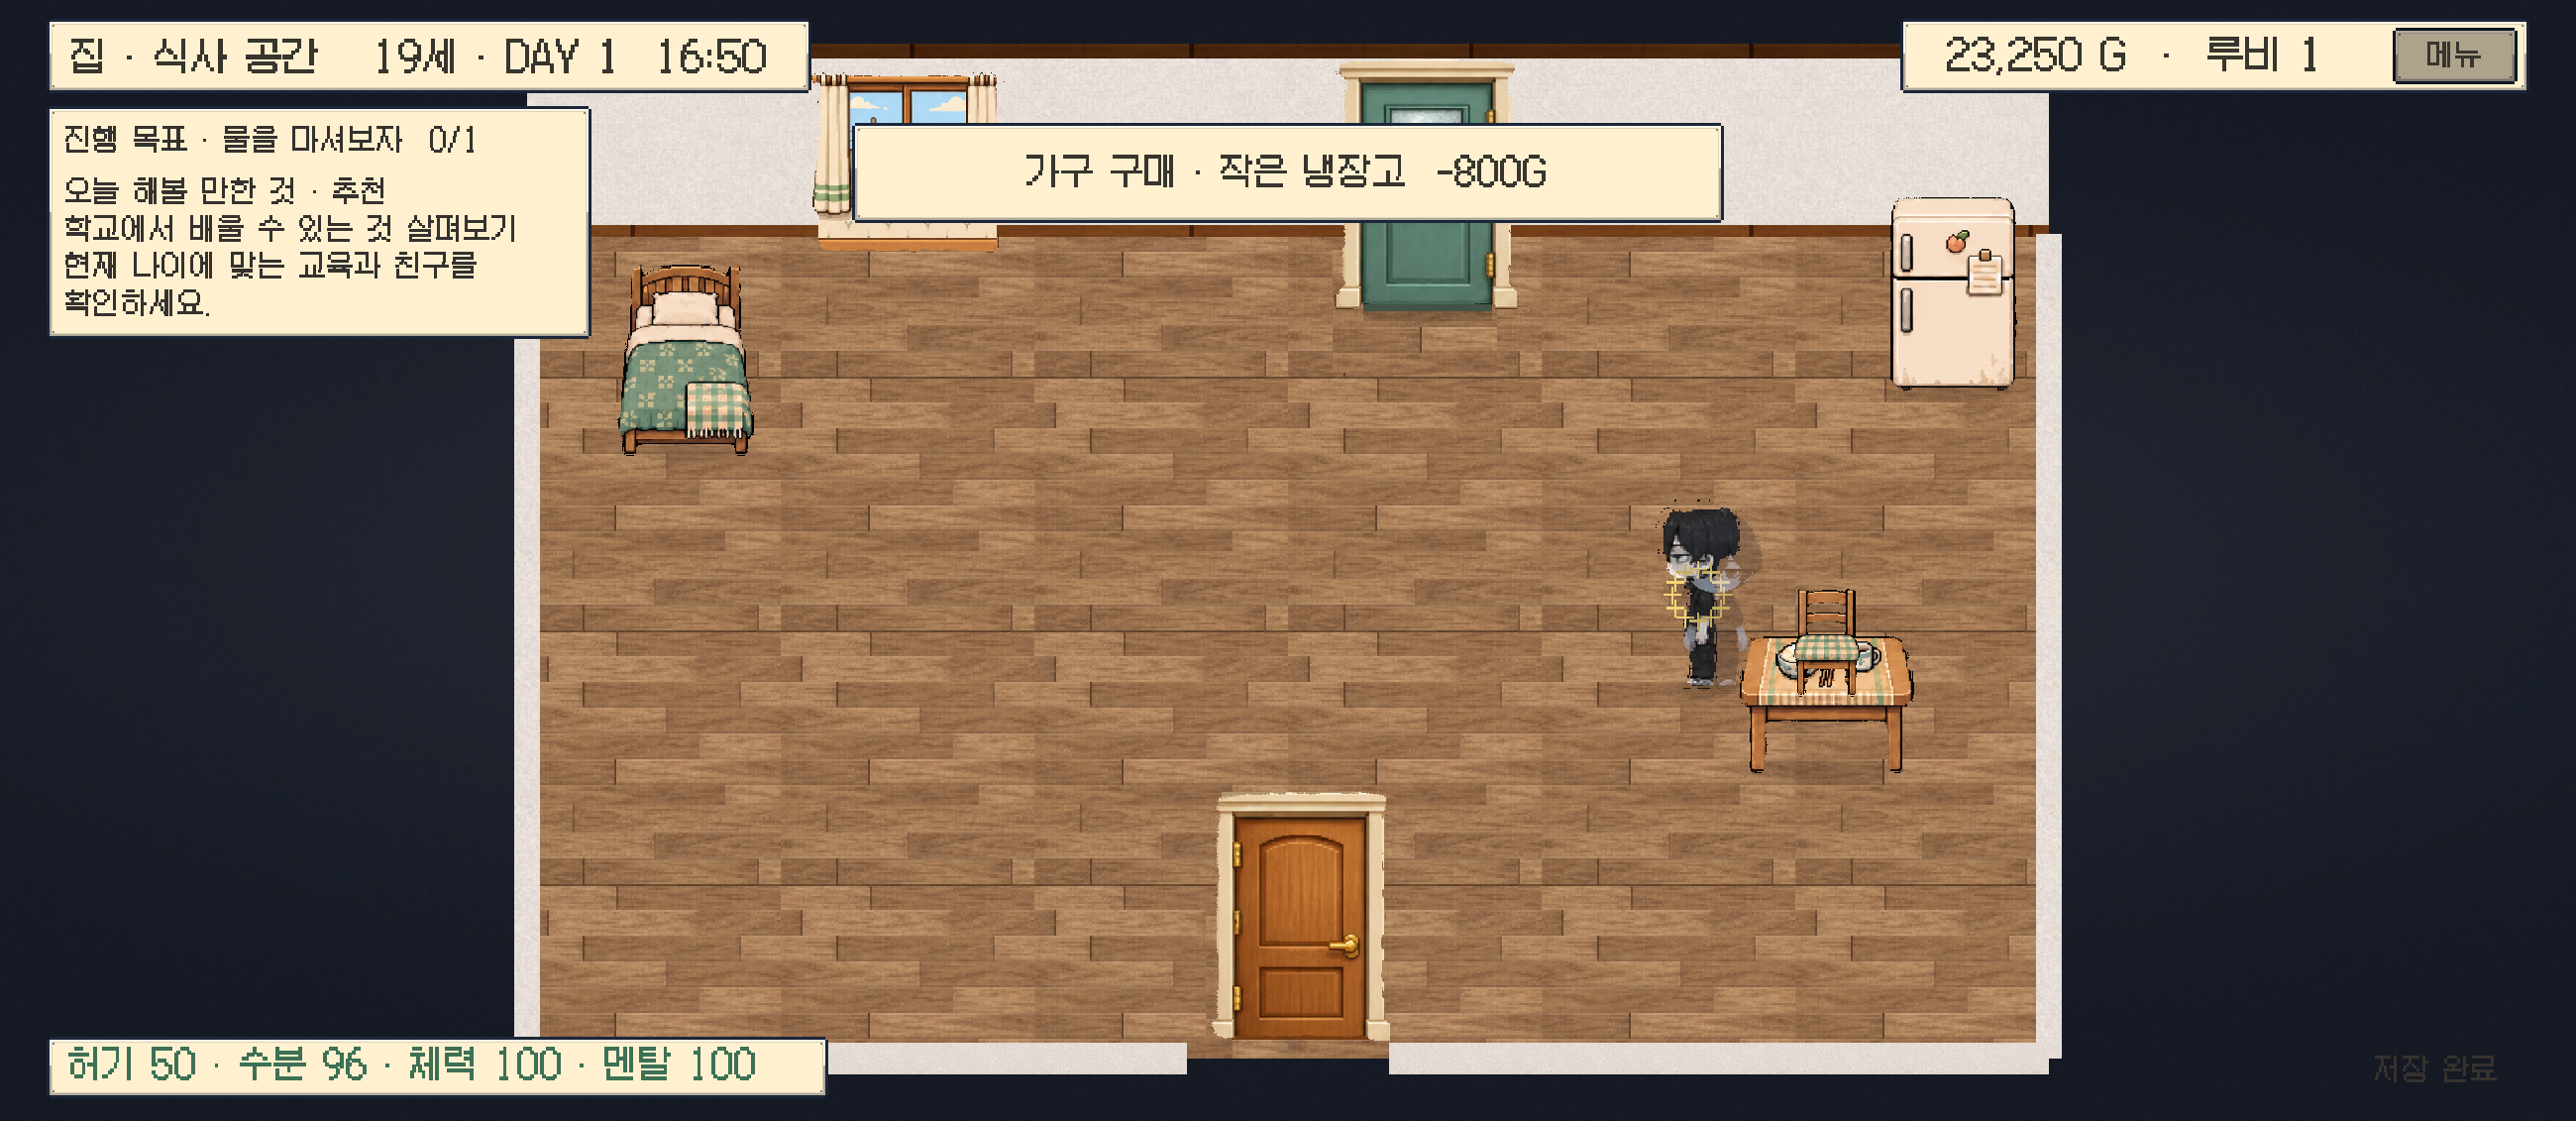 집 · 식사 공간 19세 · DAY 1 16:50
23,250 G · 루비 1 메뉴
진행 목표 · 물을 마셔보자 0/1
오늘 해볼 만한 것 · 추천
학교에서 배울 수 있는 것 살펴보기
현재 나이에 맞는 교육과 친구를
확인하세요.
가구 구매 · 작은 냉장고 -800G
허기 50 · 수분 96 · 체력 100 · 멘탈 100
저장 완료